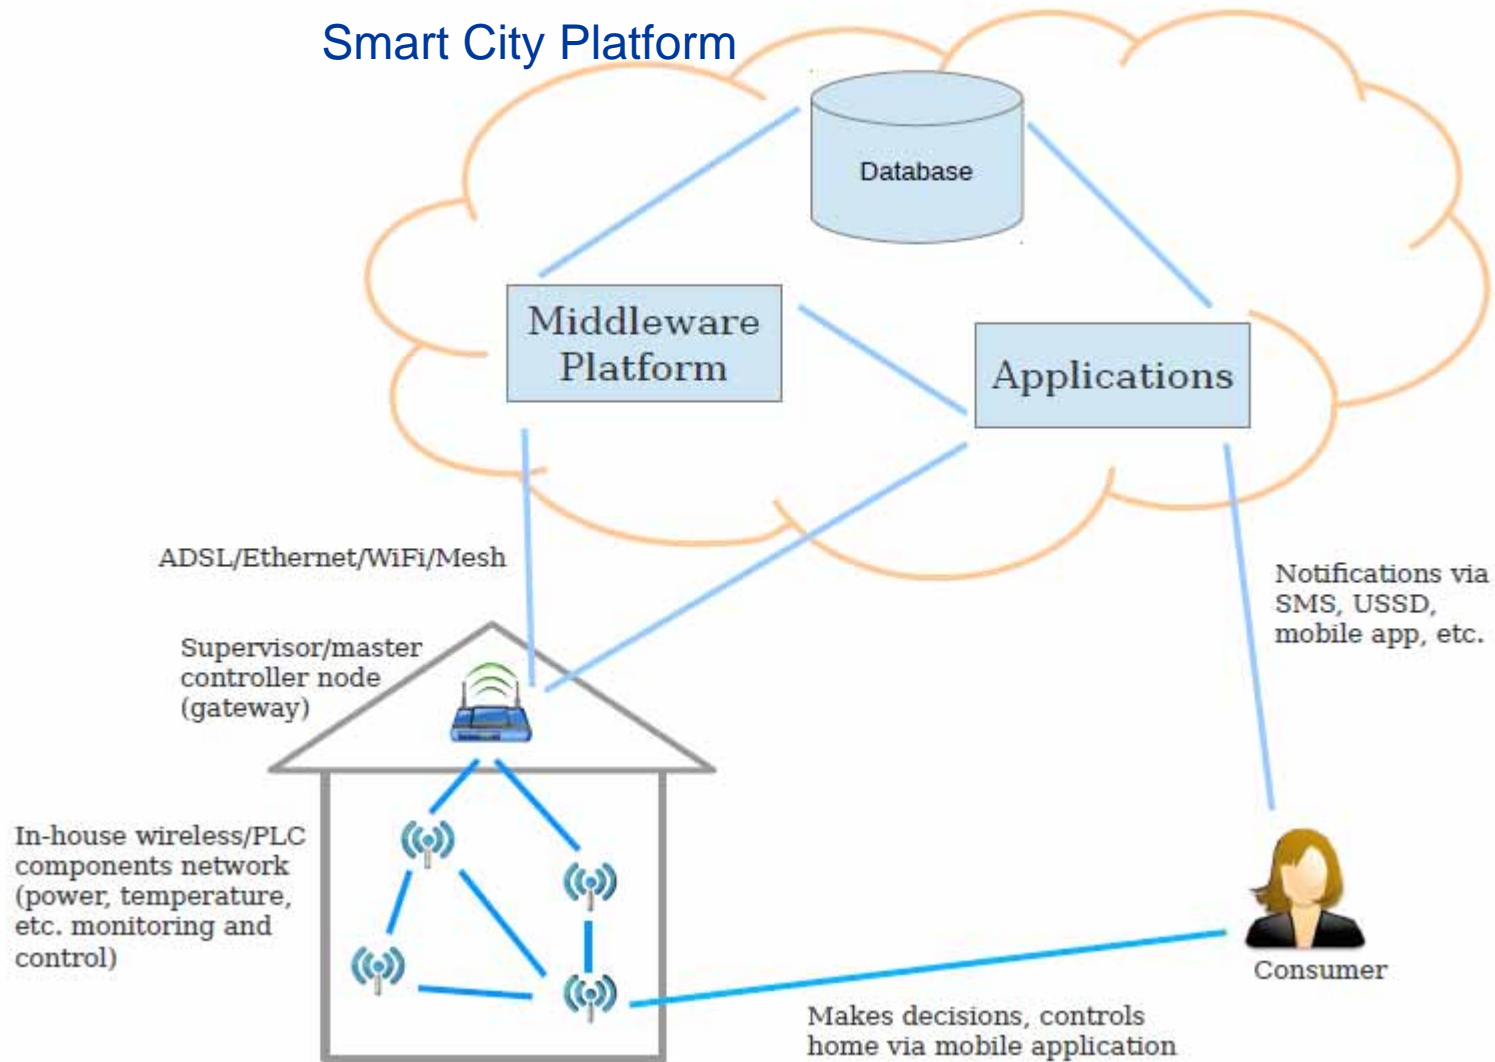 Smart City Platform
Database
Middleware
Platform
Applications
ADSL/Ethernet/WiFi/Mesh
Notifications via
SMS, USSD,
mobile app, etc.
Supervisor/master
controller node
(gateway)
In-house wireless/PLC
components network
(power, temperature,
etc. monitoring and
control)
Consumer
Makes decisions, controls
home via mobile application